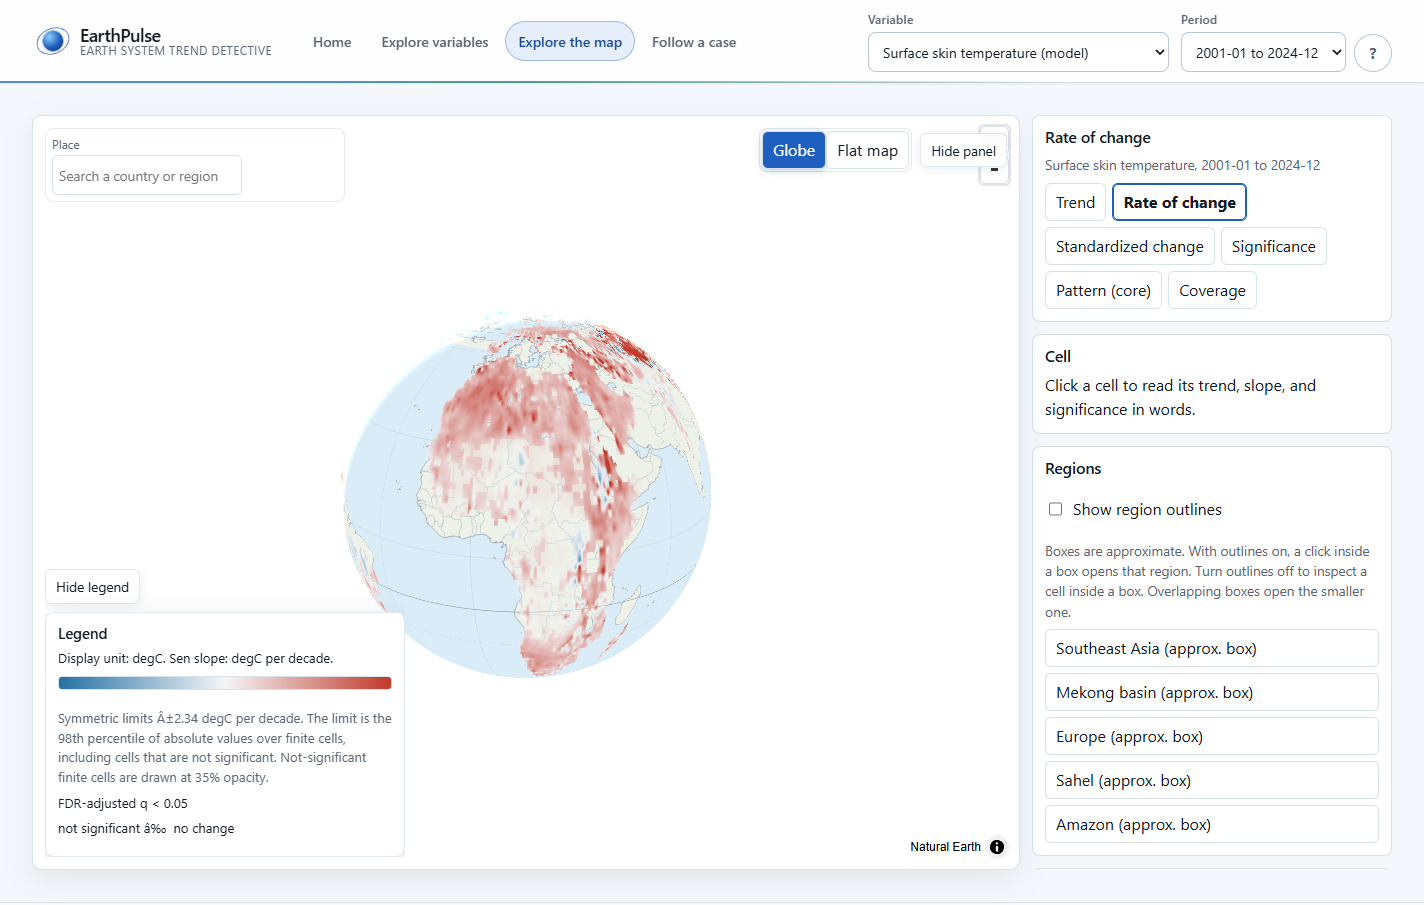 EarthPulse
EARTH SYSTEM TREND DETECTIVE
Home
Explore variables
Explore the map
Follow a case
Variable
Surface skin temperature (model)
Period
2001-01 to 2024-12
?
Place
Search a country or region
Globe
Flat map
Hide panel
-
Hide legend
Legend
Display unit: degC. Sen slope: degC per decade.
Symmetric limits Â±2.34 degC per decade. The limit is the
98th percentile of absolute values over finite cells,
including cells that are not significant. Not-significant
finite cells are drawn at 35% opacity.
FDR-adjusted q < 0.05
not significant â‰  no change
Natural Earth
Rate of change
Surface skin temperature, 2001-01 to 2024-12
Trend
Rate of change
Standardized change
Significance
Pattern (core)
Coverage
Cell
Click a cell to read its trend, slope, and
significance in words.
Regions
Show region outlines
Boxes are approximate. With outlines on, a click inside
a box opens that region. Turn outlines off to inspect a
cell inside a box. Overlapping boxes open the smaller
one.
Southeast Asia (approx. box)
Mekong basin (approx. box)
Europe (approx. box)
Sahel (approx. box)
Amazon (approx. box)